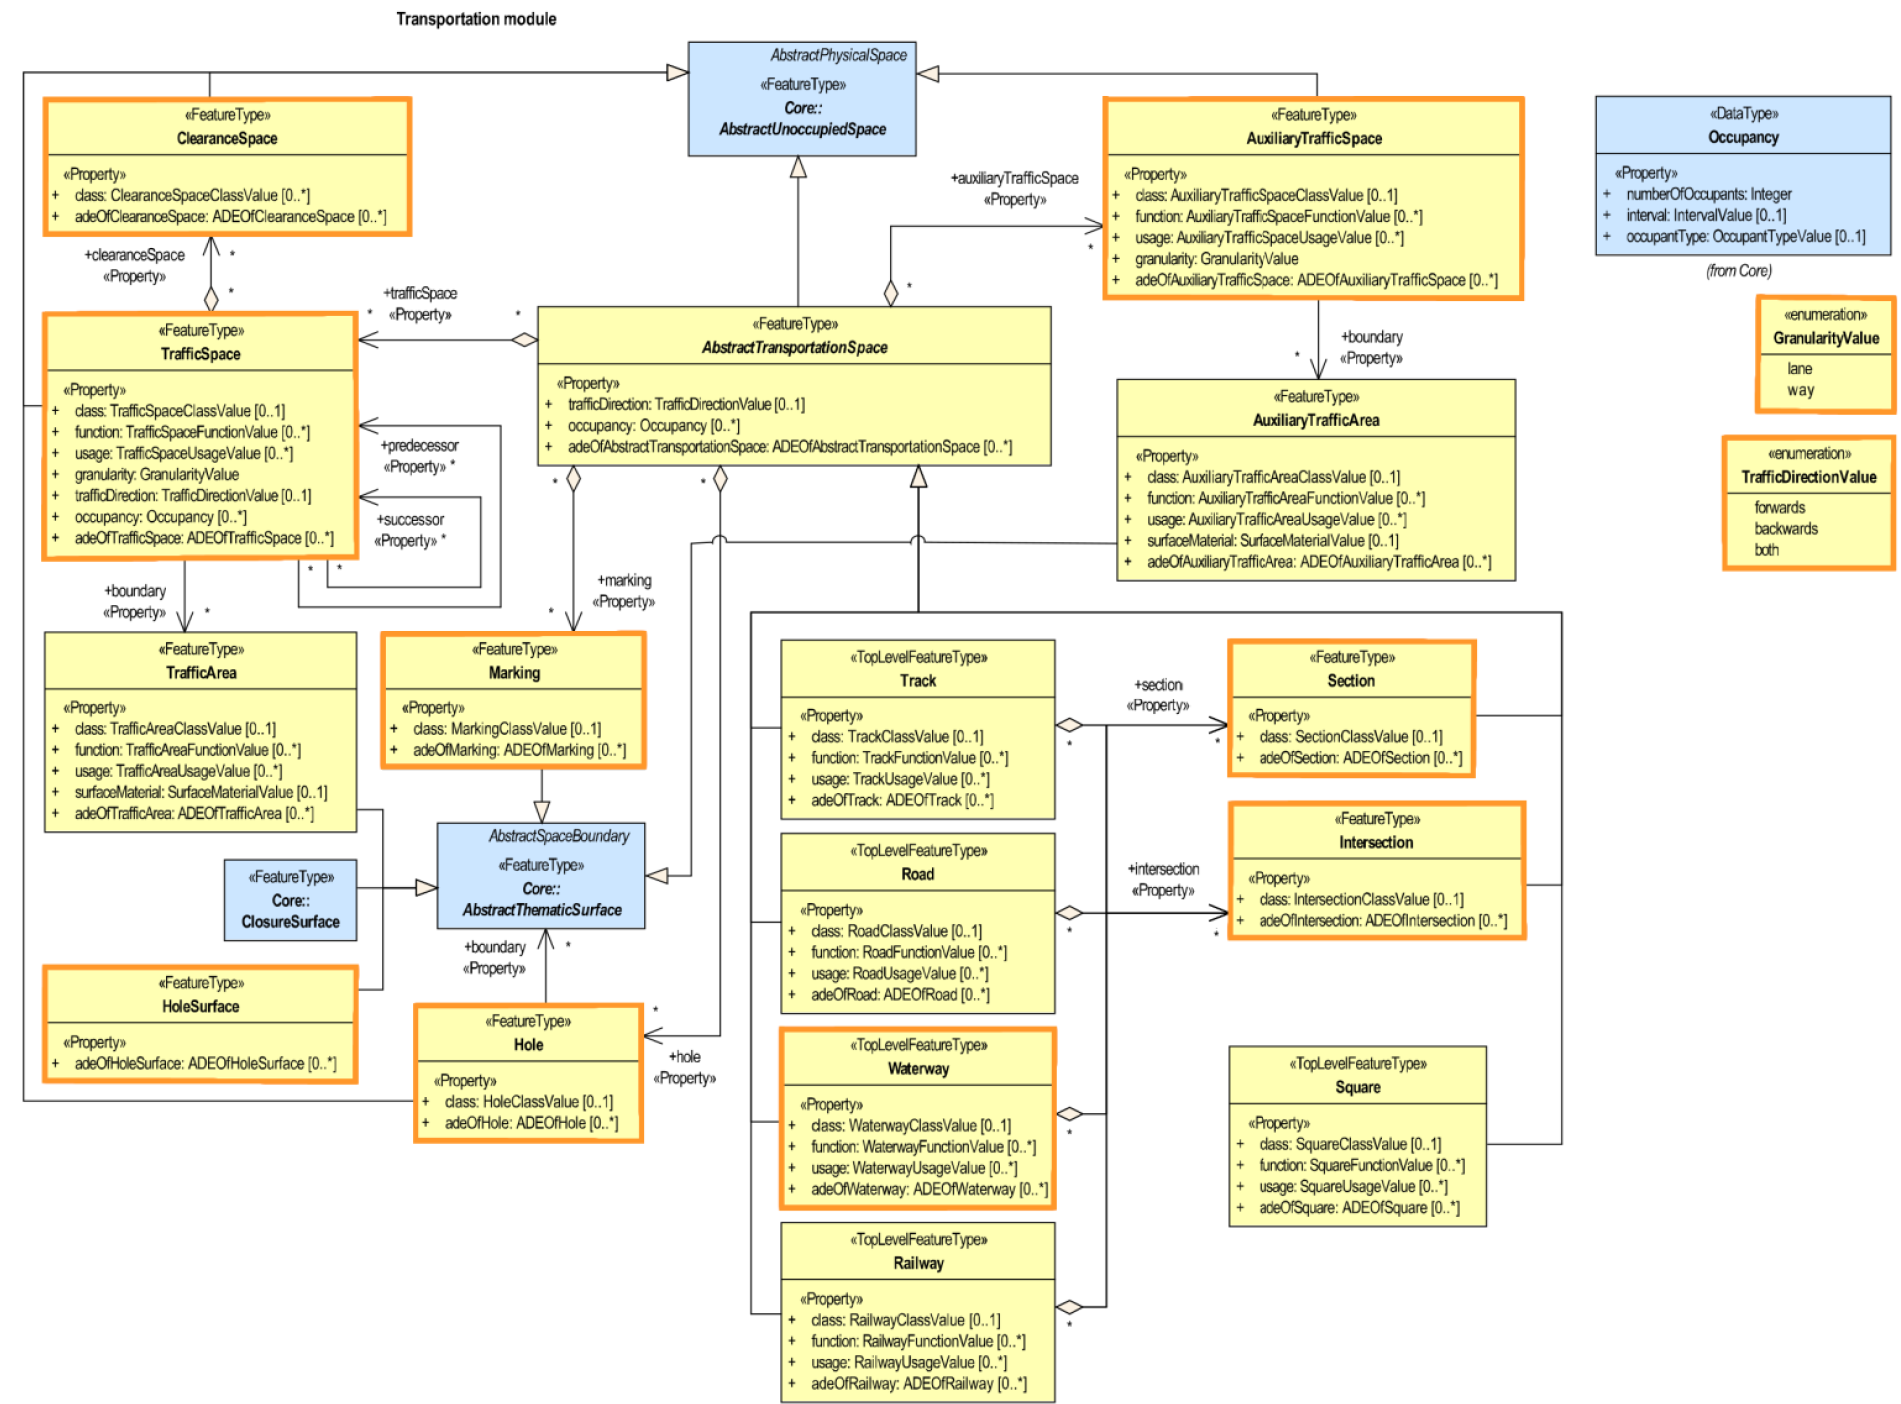 Transportation module
AbstractPhysicalSpace
«FeatureType»
Core::
AbstractUnoccupiedSpace
«FeatureType»
ClearanceSpace
«Property»
+ class: ClearanceSpaceClassValue [0..*]
+ adeOfClearanceSpace: ADEOfClearanceSpace [0..*]
«FeatureType»
AuxiliaryTrafficSpace
«Property»
+ class: AuxiliaryTrafficSpaceClassValue [0..1]
+ function: AuxiliaryTrafficSpaceFunctionValue [0..*]
+ usage: AuxiliaryTrafficSpaceUsageValue [0..*]
+ granularity: GranularityValue
+ adeOfAuxiliaryTrafficSpace: ADEOfAuxiliaryTrafficSpace [0..*]
«DataType»
Occupancy
«Property»
+ numberOfOccupants: Integer
+ interval: IntervalValue [0..1]
+ occupantType: OccupantTypeValue [0..1]
(from Core)
+auxiliaryTrafficSpace
«Property»
*
*
+clearanceSpace
«Property»
*
*
+trafficSpace
«Property»
*
*
«FeatureType»
TrafficSpace
«Property»
+ class: TrafficSpaceClassValue [0..1]
+ function: TrafficSpaceFunctionValue [0..*]
+ usage: TrafficSpaceUsageValue [0..*]
+ granularity: GranularityValue
+ trafficDirection: TrafficDirectionValue [0..1]
+ occupancy: Occupancy [0..*]
+ adeOfTrafficSpace: ADEOfTrafficSpace [0..*]
«FeatureType»
AbstractTransportationSpace
«Property»
+ trafficDirection: TrafficDirectionValue [0..1]
+ occupancy: Occupancy [0..*]
+ adeOfAbstractTransportationSpace: ADEOfAbstractTransportationSpace [0..*]
+boundary
«Property»
*
«enumeration»
GranularityValue
lane
way
«FeatureType»
AuxiliaryTrafficArea
«Property»
+ class: AuxiliaryTrafficAreaClassValue [0..1]
+ function: AuxiliaryTrafficAreaFunctionValue [0..*]
+ usage: AuxiliaryTrafficAreaUsageValue [0..*]
+ surfaceMaterial: SurfaceMaterialValue [0..1]
+ adeOfAuxiliaryTrafficArea: ADEOfAuxiliaryTrafficArea [0..*]
«enumeration»
TrafficDirectionValue
forwards
backwards
both
+predecessor
«Property» *
+successor
«Property» *
* *
* *
+boundary
«Property»
*
+marking
«Property»
*
«FeatureType»
TrafficArea
«Property»
+ class: TrafficAreaClassValue [0..1]
+ function: TrafficAreaFunctionValue [0..*]
+ usage: TrafficAreaUsageValue [0..*]
+ surfaceMaterial: SurfaceMaterialValue [0..1]
+ adeOfTrafficArea: ADEOfTrafficArea [0..*]
«FeatureType»
Marking
«Property»
+ class: MarkingClassValue [0..1]
+ adeOfMarking: ADEOfMarking [0..*]
«TopLevelFeatureType»
Track
«Property»
+ class: TrackClassValue [0..1]
+ function: TrackFunctionValue [0..*]
+ usage: TrackUsageValue [0..*]
+ adeOfTrack: ADEOfTrack [0..*]
*
+section
«Property»
*
«FeatureType»
Section
«Property»
+ class: SectionClassValue [0..1]
+ adeOfSection: ADEOfSection [0..*]
AbstractSpaceBoundary
«FeatureType»
Core::
AbstractThematicSurface
«FeatureType»
Core::
ClosureSurface
«TopLevelFeatureType»
Road
«Property»
+ class: RoadClassValue [0..1]
+ function: RoadFunctionValue [0..*]
+ usage: RoadUsageValue [0..*]
+ adeOfRoad: ADEOfRoad [0..*]
*
+intersection
«Property»
*
«FeatureType»
Intersection
«Property»
+ class: IntersectionClassValue [0..1]
+ adeOfIntersection: ADEOfIntersection [0..*]
+boundary
«Property»
*
«FeatureType»
HoleSurface
«Property»
+ adeOfHoleSurface: ADEOfHoleSurface [0..*]
«FeatureType»
Hole
«Property»
+ class: HoleClassValue [0..1]
+ adeOfHole: ADEOfHole [0..*]
*
+hole
«Property»
«TopLevelFeatureType»
Waterway
«Property»
+ class: WaterwayClassValue [0..1]
+ function: WaterwayFunctionValue [0..*]
+ usage: WaterwayUsageValue [0..*]
+ adeOfWaterway: ADEOfWaterway [0..*]
*
«TopLevelFeatureType»
Square
«Property»
+ class: SquareClassValue [0..1]
+ function: SquareFunctionValue [0..*]
+ usage: SquareUsageValue [0..*]
+ adeOfSquare: ADEOfSquare [0..*]
«TopLevelFeatureType»
Railway
«Property»
+ class: RailwayClassValue [0..1]
+ function: RailwayFunctionValue [0..*]
+ usage: RailwayUsageValue [0..*]
+ adeOfRailway: ADEOfRailway [0..*]
*